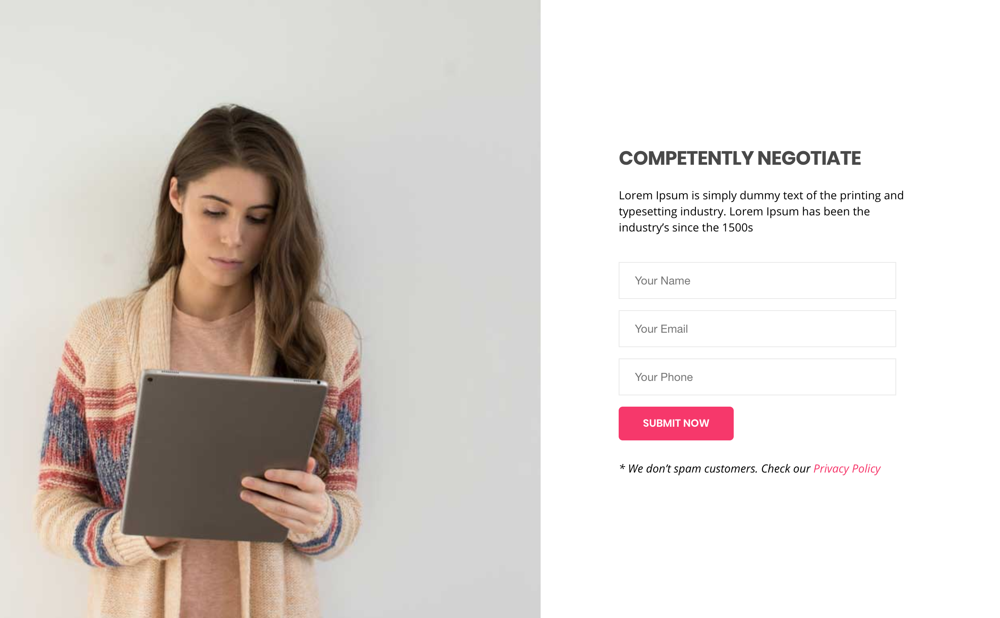 COMPETENTLY NEGOTIATE
Lorem Ipsum is simply dummy text of the printing and
typesetting industry. Lorem Ipsum has been the
industry’s since the 1500s
Your Name
Your Email
Your Phone
SUBMIT NOW
* We don’t spam customers. Check our Privacy Policy